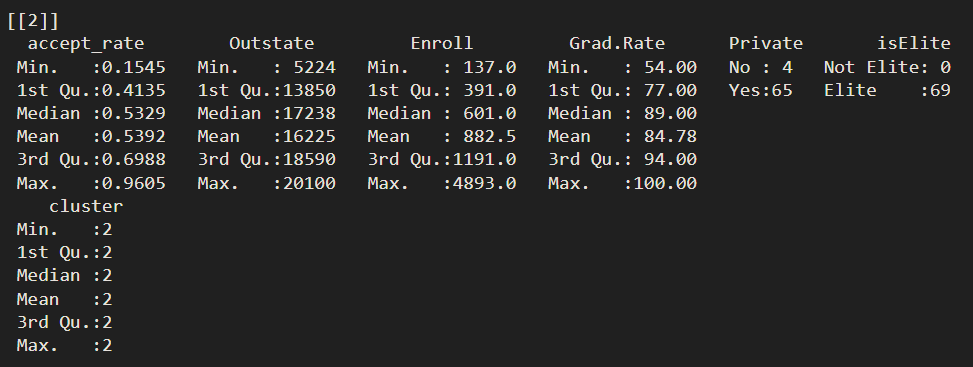 [[2]]
  accept_rate        Outstate         Enroll         Grad.Rate      Private       isElite  
 Min.   :0.1545   Min.   : 5224   Min.   : 137.0   Min.   : 54.00   No : 4   Not Elite: 0  
 1st Qu.:0.4135   1st Qu.:13850   1st Qu.: 391.0   1st Qu.: 77.00   Yes:65   Elite    :69  
 Median :0.5329   Median :17238   Median : 601.0   Median : 89.00  
 Mean   :0.5392   Mean   :16225   Mean   : 882.5   Mean   : 84.78  
 3rd Qu.:0.6988   3rd Qu.:18590   3rd Qu.:1191.0   3rd Qu.: 94.00  
 Max.   :0.9605   Max.   :20100   Max.   :4893.0   Max.   :100.00  
    cluster 
 Min.   :2  
 1st Qu.:2  
 Median :2  
 Mean   :2  
 3rd Qu.:2  
 Max.   :2